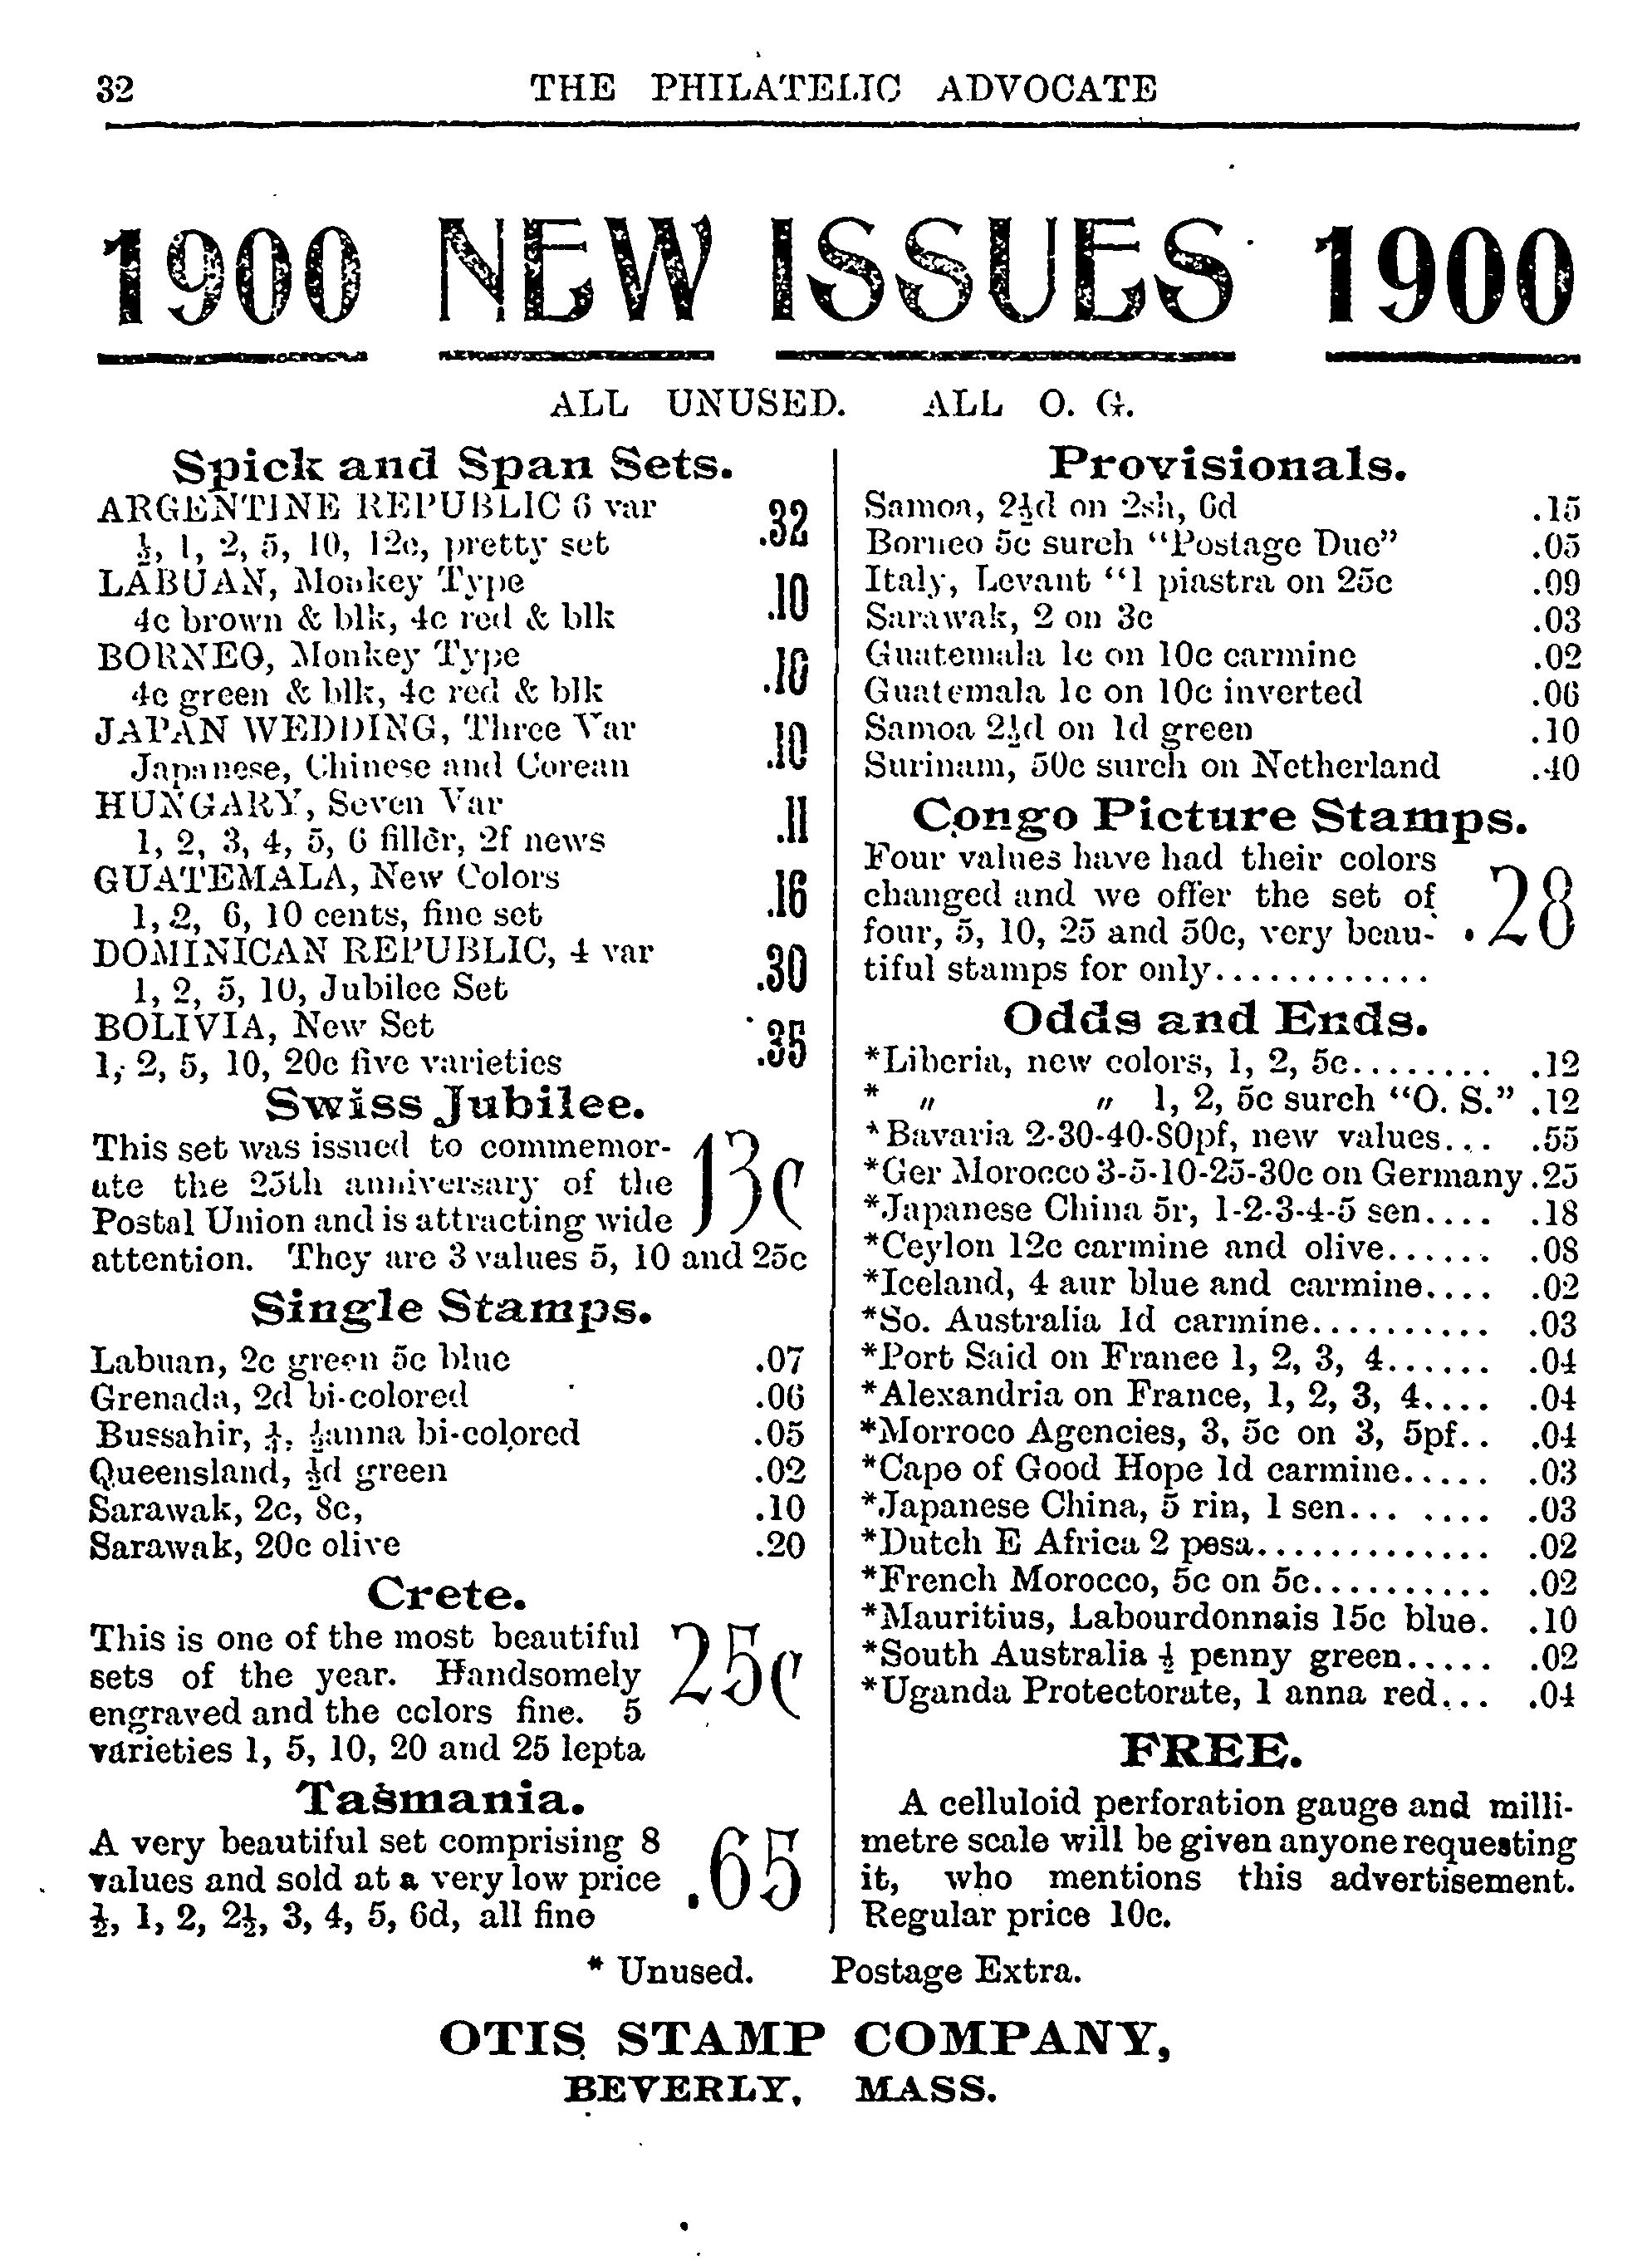 32 THE PHILATELIC ADVOCATE
1900 NEW ISSUES 1900
ALL UNUSED. ALL O. G.
Spick and Span Sets.
ARGENTINE REPUBLIC 6 var .32
½, 1, 2, 5, 10, 12c, pretty set
LABUAN, Monkey Type .10
4c brown & blk, 4c red & blk
BORNEO, Monkey Type .10
4c green & blk, 4c red & blk
JAPAN WEDDING, Three Var .10
Japanese, Chinese and Corean
HUNGARY, Seven Var .11
1, 2, 3, 4, 5, 6 filler, 2f news
GUATEMALA, New Colors .16
1, 2, 6, 10 cents, fine set
DOMINICAN REPUBLIC, 4 var .30
1, 2, 5, 10, Jubilee Set
BOLIVIA, New Set .35
1, 2, 5, 10, 20c five varieties
Swiss Jubilee.
This set was issued to commemor- 13c
ate the 25th anniversary of the
Postal Union and is attracting wide
attention. They are 3 values 5, 10 and 25c
Single Stamps.
Labuan, 2c green 5c blue .07
Grenada, 2d bi-colored .06
Bussahir, ¼, ½anna bi-colored .05
Queensland, ½d green .02
Sarawak, 2c, 8c, .10
Sarawak, 20c olive .20
Crete.
This is one of the most beautiful 25c
sets of the year. Handsomely
engraved and the colors fine. 5
varieties 1, 5, 10, 20 and 25 lepta
Tasmania.
A very beautiful set comprising 8 .65
values and sold at a very low price
½, 1, 2, 2½, 3, 4, 5, 6d, all fine
Provisionals.
Samoa, 2½d on 2sh, 6d .15
Borneo 5c surch “Postage Due” .05
Italy, Levant “1 piastra on 25c .09
Sarawak, 2 on 3c .03
Guatemala 1c on 10c carmine .02
Guatemala 1c on 10c inverted .06
Samoa 2½d on 1d green .10
Surinam, 50c surch on Netherland .40
Congo Picture Stamps.
Four values have had their colors .28
changed and we offer the set of
four, 5, 10, 25 and 50c, very beau-
tiful stamps for only............
Odds and Ends.
*Liberia, new colors, 1, 2, 5c......... .12
* „ „ 1, 2, 5c surch “O. S.” .12
*Bavaria 2-30-40-80pf, new values... .55
*Ger Morocco 3-5-10-25-30c on Germany .25
*Japanese China 5r, 1-2-3-4-5 sen.... .18
*Ceylon 12c carmine and olive...... .08
*Iceland, 4 aur blue and carmine.... .02
*So. Australia 1d carmine.......... .03
*Port Said on France 1, 2, 3, 4...... .04
*Alexandria on France, 1, 2, 3, 4.... .04
*Morroco Agencies, 3, 5c on 3, 5pf.. .04
*Cape of Good Hope 1d carmine..... .03
*Japanese China, 5 rin, 1 sen... .... .03
*Dutch E Africa 2 pesa............. .02
*French Morocco, 5c on 5c.......... .02
*Mauritius, Labourdonnais 15c blue. .10
*South Australia ½ penny green..... .02
*Uganda Protectorate, 1 anna red... .04
FREE.
A celluloid perforation gauge and milli-
metre scale will be given anyone requesting
it, who mentions this advertisement.
Regular price 10c.
* Unused. Postage Extra.
OTIS STAMP COMPANY,
BEVERLY, MASS.